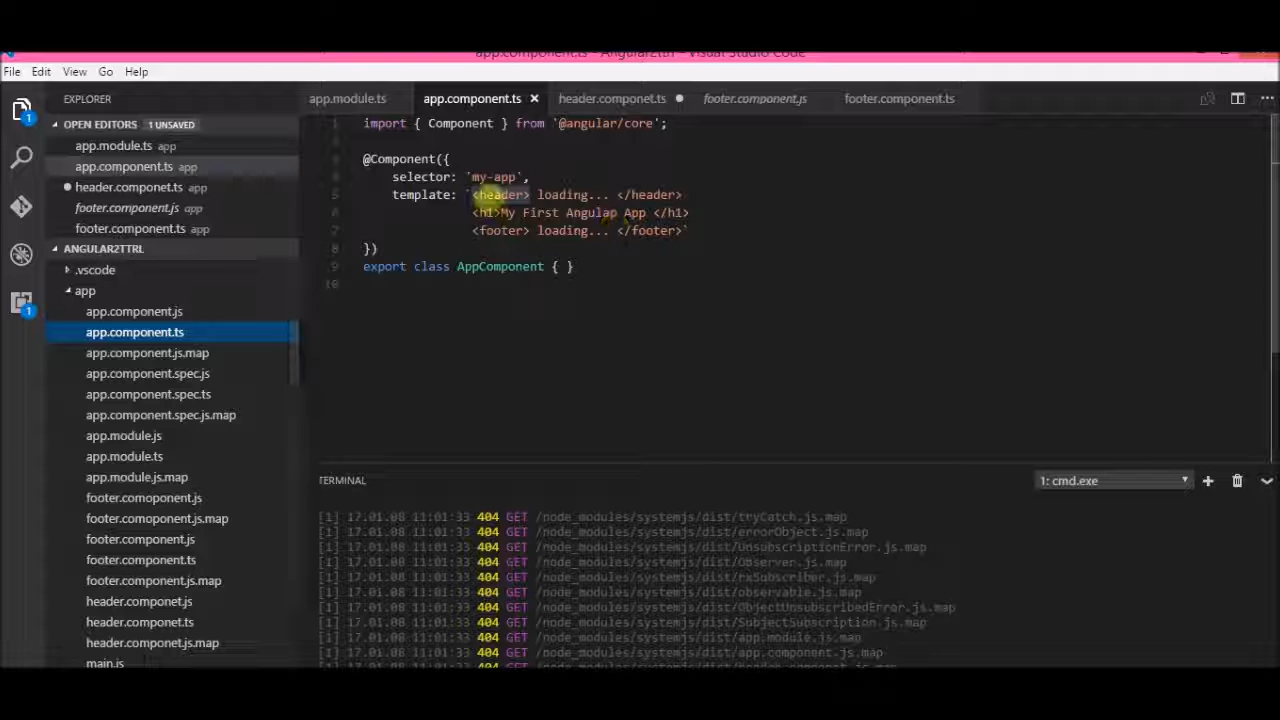 app.component.ts - Angular2ttrl - Visual Studio Code
File Edit View Go Help
EXPLORER
app.module.ts app.component.ts header.componet.ts footer.component.js footer.component.ts
OPEN EDITORS 1 UNSAVED
app.module.ts app
app.component.ts app
header.componet.ts app
footer.component.js app
footer.component.ts app
ANGULAR2TTRL
.vscode
app
app.component.js
app.component.ts
app.component.js.map
app.component.spec.js
app.component.spec.ts
app.component.spec.js.map
app.module.js
app.module.ts
app.module.js.map
footer.comoponent.js
footer.comoponent.js.map
footer.component.js
footer.component.ts
footer.component.js.map
header.componet.js
header.componet.ts
header.componet.js.map
main.js
1 import { Component } from `@angular/core';
@Component({
selector: `my-app`,
5 template: `<header> loading... </header>
6 <h1>My First Angulap App </h1>
7 <footer> loading... </footer>`
8 })
9 export class AppComponent { }
10
TERMINAL
1: cmd.exe
[1] 17.01.08 11:01:33 404 GET /node_modules/systemjs/dist/tryCatch.js.map
[1] 17.01.08 11:01:33 404 GET /node_modules/systemjs/dist/errorObject.js.map
[1] 17.01.08 11:01:33 404 GET /node_modules/systemjs/dist/UnsubscriptionError.js.map
[1] 17.01.08 11:01:33 404 GET /node_modules/systemjs/dist/Observer.js.map
[1] 17.01.08 11:01:33 404 GET /node_modules/systemjs/dist/rxSubscriber.js.map
[1] 17.01.08 11:01:33 404 GET /node_modules/systemjs/dist/observable.js.map
[1] 17.01.08 11:01:33 404 GET /node_modules/systemjs/dist/ObjectUnsubscribedError.js.map
[1] 17.01.08 11:01:33 404 GET /node_modules/systemjs/dist/SubjectSubscription.js.map
[1] 17.01.08 11:01:33 404 GET /node_modules/systemjs/dist/app.module.js.map
[1] 17.01.08 11:01:33 404 GET /node_modules/systemjs/dist/app.component.js.map